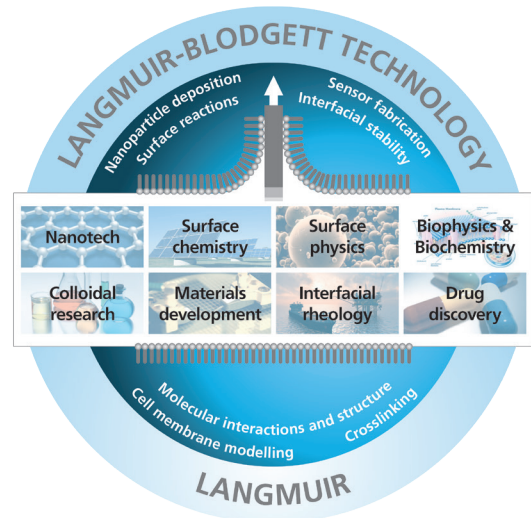 LANGMUIR-BLODGETT TECHNOLOGY
Nanoparticle deposition
Surface reactions
Sensor fabrication
Interfacial stability
Nanotech
Surface
chemistry
Surface
physics
Biophysics &
Biochemistry
Colloidal
research
Materials
development
Interfacial
rheology
Drug
discovery
Molecular interactions and structure
Cell membrane modelling
Crosslinking
LANGMUIR